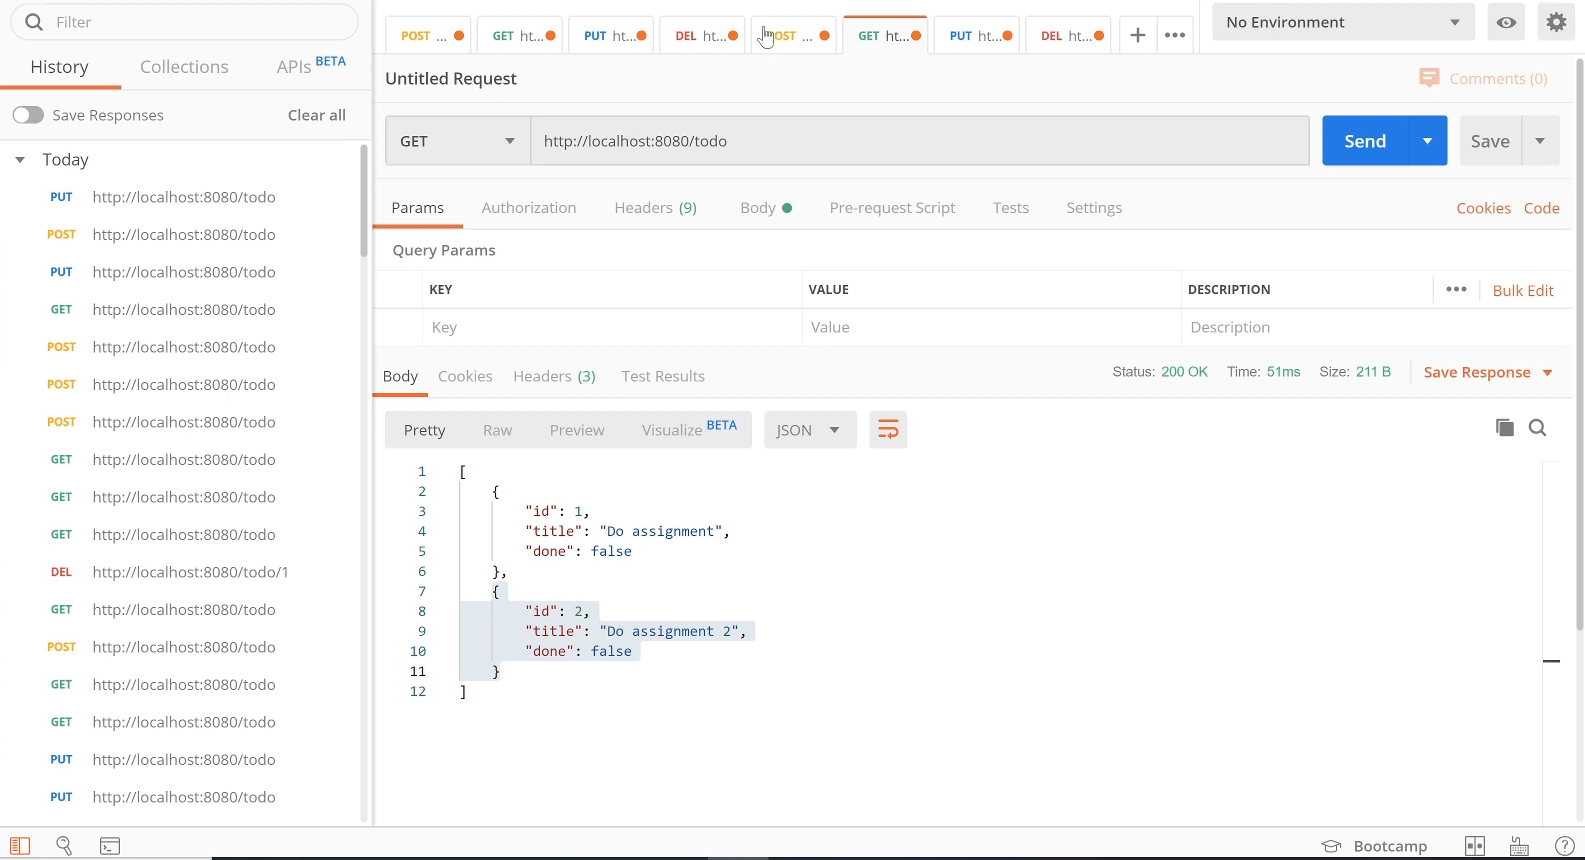 Filter
History Collections APIs BETA
Save Responses Clear all
Today
PUT http://localhost:8080/todo
POST http://localhost:8080/todo
PUT http://localhost:8080/todo
GET http://localhost:8080/todo
POST http://localhost:8080/todo
POST http://localhost:8080/todo
POST http://localhost:8080/todo
GET http://localhost:8080/todo
GET http://localhost:8080/todo
GET http://localhost:8080/todo
DEL http://localhost:8080/todo/1
GET http://localhost:8080/todo
POST http://localhost:8080/todo
GET http://localhost:8080/todo
GET http://localhost:8080/todo
PUT http://localhost:8080/todo
PUT http://localhost:8080/todo
POST ... GET ht... PUT ht... DEL ht... POST ... GET ht... PUT ht... DEL ht... + ••• No Environment
Untitled Request Comments (0)
GET http://localhost:8080/todo Send Save
Params Authorization Headers (9) Body Pre-request Script Tests Settings Cookies Code
Query Params
KEY VALUE DESCRIPTION ••• Bulk Edit
Key Value Description
Body Cookies Headers (3) Test Results Status: 200 OK Time: 51ms Size: 211 B Save Response
Pretty Raw Preview Visualize BETA JSON
1 [
2 {
3 "id": 1,
4 "title": "Do assignment",
5 "done": false
6 },
7 {
8 "id": 2,
9 "title": "Do assignment 2",
10 "done": false
11 }
12 ]
Bootcamp ?